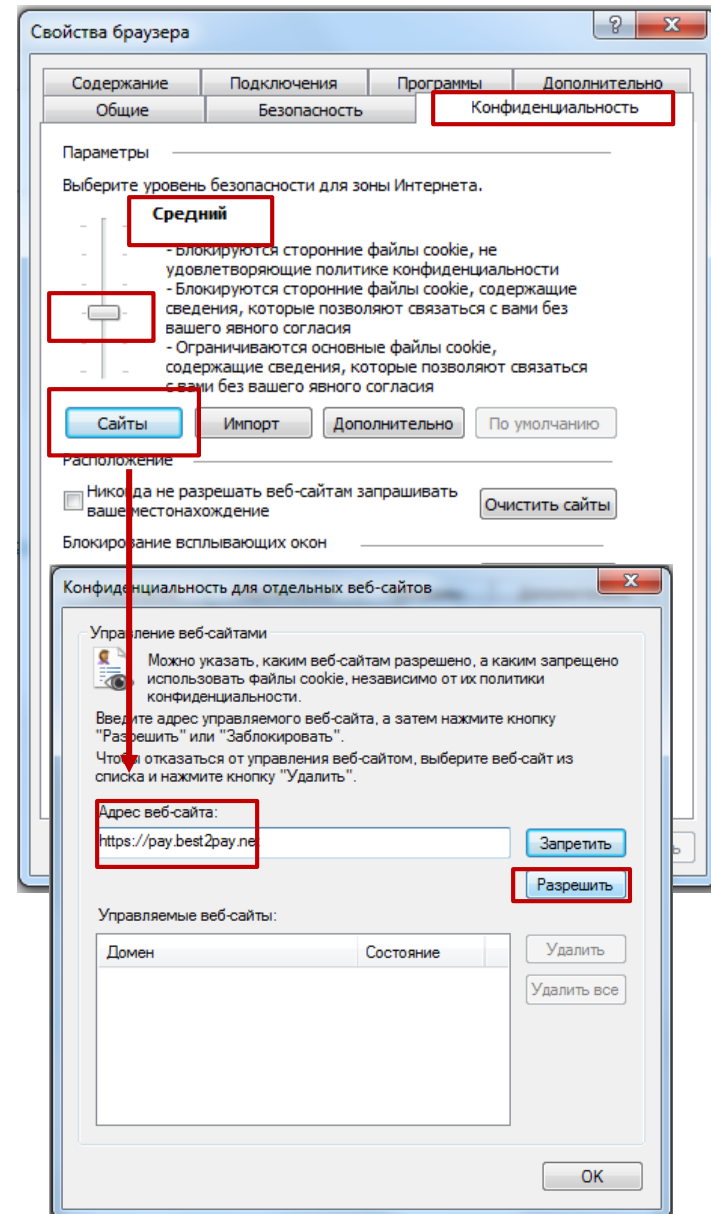 Свойства браузера
Содержание Подключения Программы Дополнительно
Общие Безопасность Конфиденциальность
Параметры
Выберите уровень безопасности для зоны Интернета.
Средний
- Блокируются сторонние файлы cookie, не
удовлетворяющие политике конфиденциальности
- Блокируются сторонние файлы cookie, содержащие
сведения, которые позволяют связаться с вами без
вашего явного согласия
- Ограничиваются основные файлы cookie,
содержащие сведения, которые позволяют связаться
с вами без вашего явного согласия
Сайты Импорт Дополнительно По умолчанию
Расположение
Никогда не разрешать веб-сайтам запрашивать
ваше местонахождение
Очистить сайты
Блокирование всплывающих окон
Конфиденциальность для отдельных веб-сайтов
Управление веб-сайтами
Можно указать, каким веб-сайтам разрешено, а каким запрещено
использовать файлы cookie, независимо от их политики
конфиденциальности.
Введите адрес управляемого веб-сайта, а затем нажмите кнопку
"Разрешить" или "Заблокировать".
Чтобы отказаться от управления веб-сайтом, выберите веб-сайт из
списка и нажмите кнопку "Удалить".
Адрес веб-сайта:
https://pay.best2pay.net
Запретить
Разрешить
Управляемые веб-сайты:
Домен Состояние
Удалить
Удалить все
OK